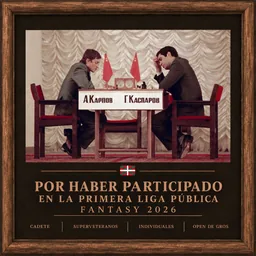 А Карпов Г Каспаров
POR HABER PARTICIPADO
EN LA PRIMERA LIGA PÚBLICA
FANTASY 2026
CADETE SUPERVETERANOS INDIVIDUALES OPEN DE GROS